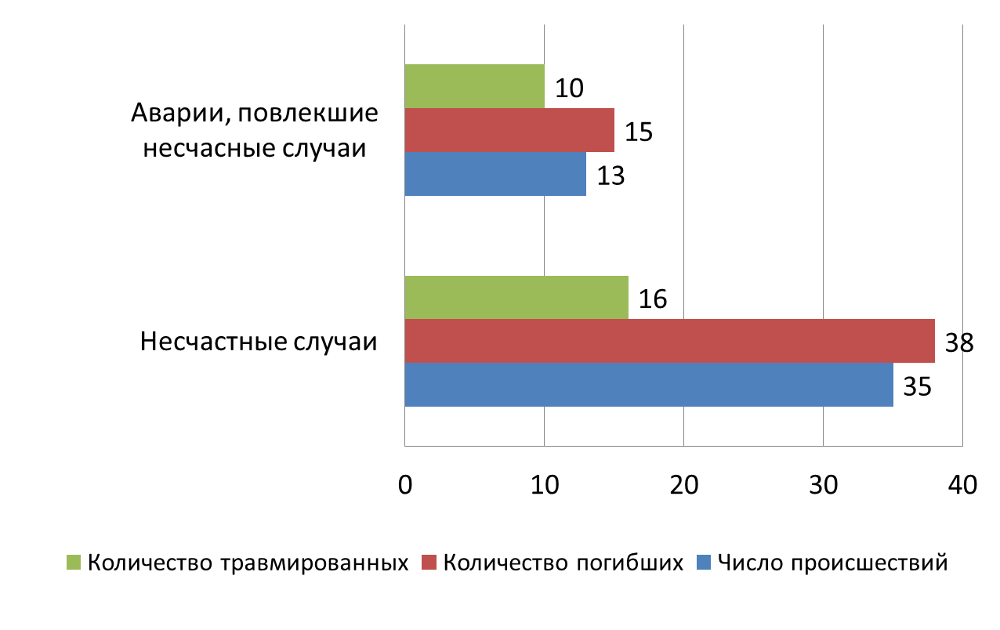 10
Аварии, повлекшие
несчасные случаи
15
13
16
Несчастные случаи
38
35
0 10 20 30 40
Количество травмированных Количество погибших Число происшествий